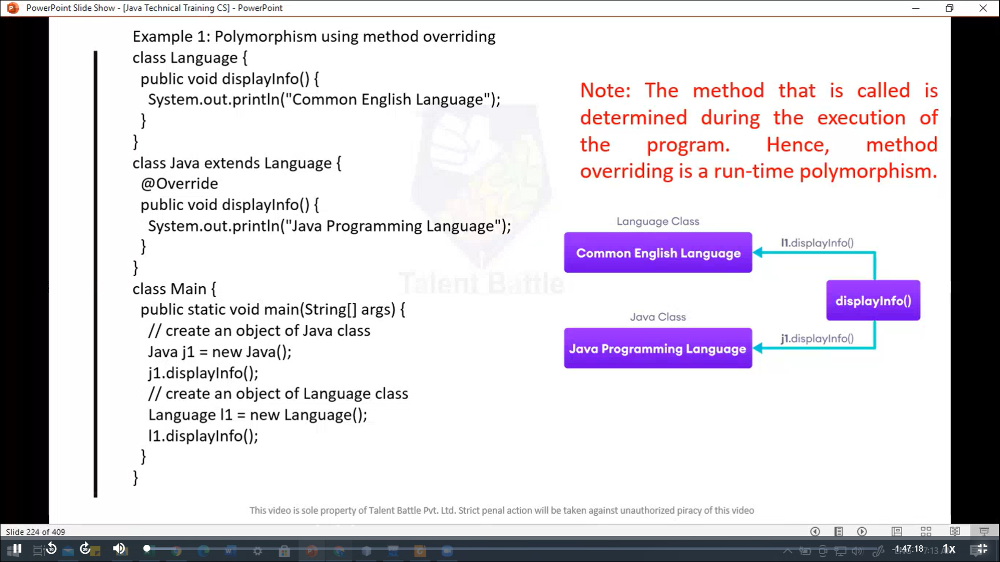 PowerPoint Slide Show - [Java Technical Training CS] - PowerPoint
Example 1: Polymorphism using method overriding
class Language {
public void displayInfo() {
System.out.println("Common English Language");
}
}
class Java extends Language {
@Override
public void displayInfo() {
System.out.println("Java Programming Language");
}
}
class Main {
public static void main(String[] args) {
// create an object of Java class
Java j1 = new Java();
j1.displayInfo();
// create an object of Language class
Language l1 = new Language();
l1.displayInfo();
}
}
Note: The method that is called is
determined during the execution of
the program. Hence, method
overriding is a run-time polymorphism.
Language Class
Common English Language
l1.displayInfo()
displayInfo()
Java Class
Java Programming Language
j1.displayInfo()
Talent Battle
This video is sole property of Talent Battle Pvt. Ltd. Strict penal action will be taken against unauthorized piracy of this video
Slide 224 of 409
10
30
-1:47:18
7:13 AM
1x